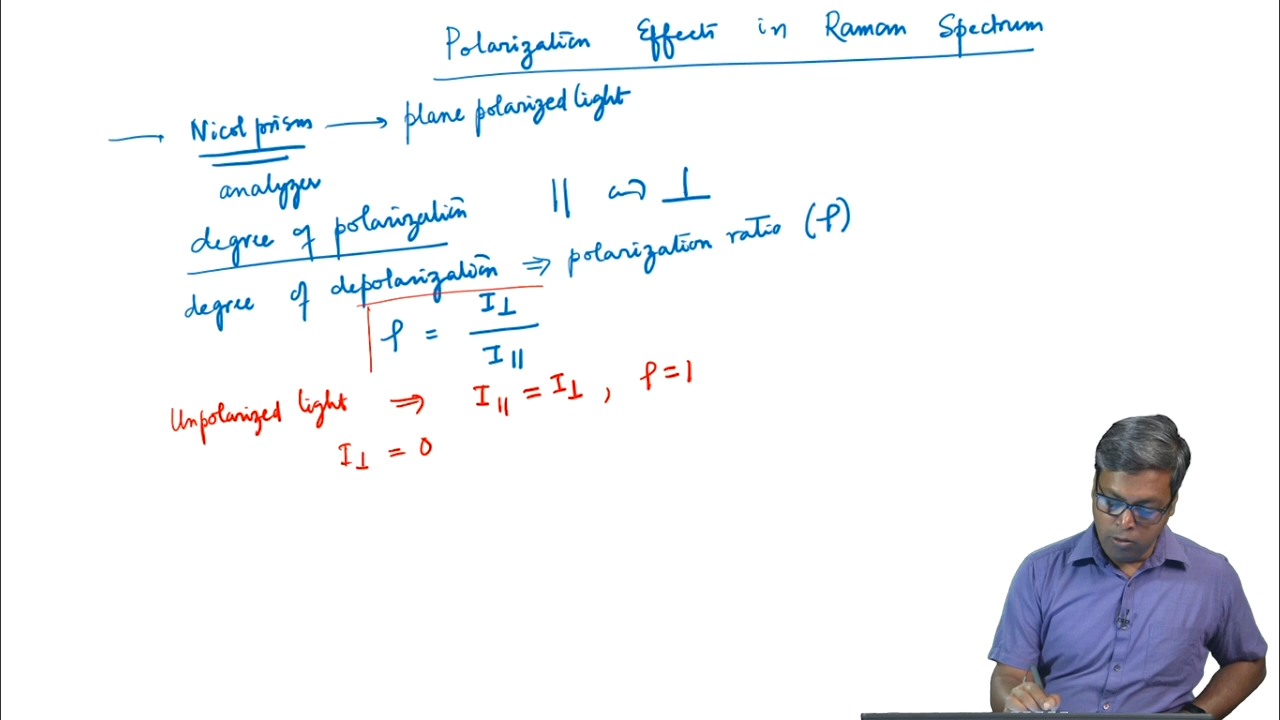 Polarization Effects in Raman Spectrum
→ Nicol prism → plane polarized light
analyzer
degree of polarization || and ⊥
degree of depolarization ⇒ polarization ratio (ρ)
ρ = I⊥ / I||
Unpolarized light ⇒ I|| = I⊥ , ρ = 1
I⊥ = 0